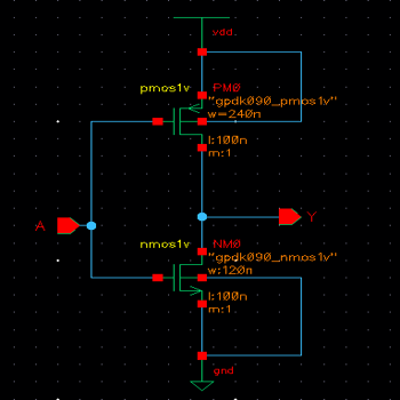 vdd.
pmos1v PM0
"gpdk090_pmos1v"
w=240n
l:100n
m:1
A
Y
nmos1v NM0
"gpdk090_nmos1v"
w:120n
l:100n
m:1
gnd